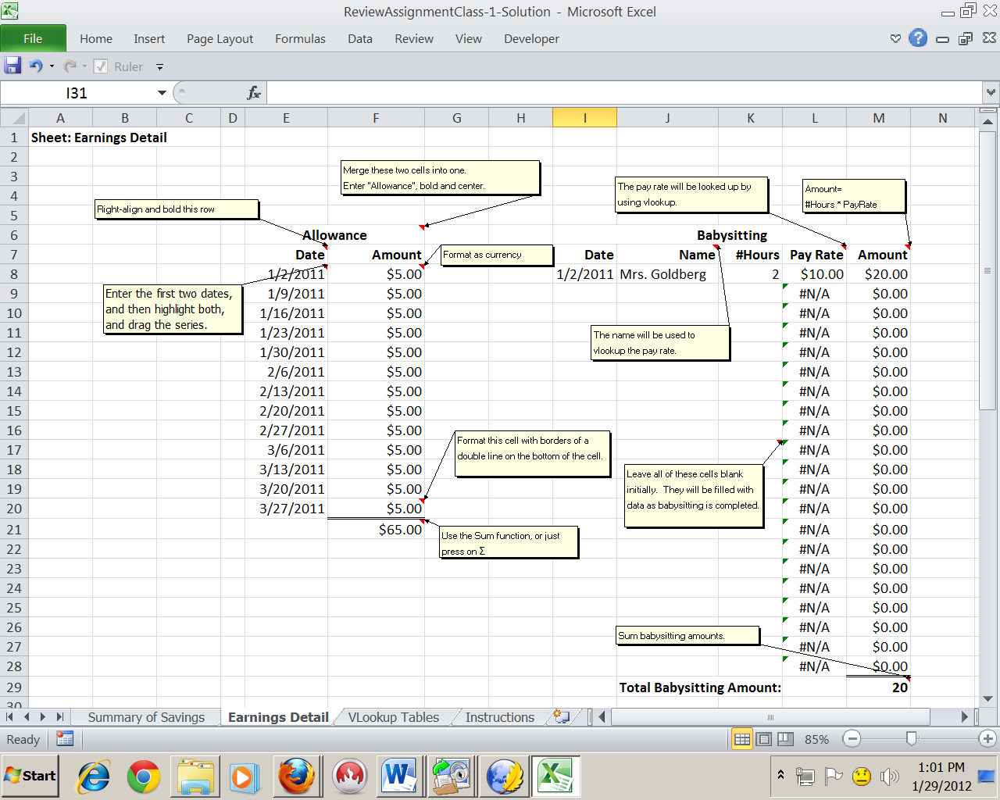 ReviewAssignmentClass-1-Solution - Microsoft Excel
File Home Insert Page Layout Formulas Data Review View Developer
Ruler
I31 fx
A B C D E F G H I J K L M N
1 Sheet: Earnings Detail
2
3
4
5
Merge these two cells into one.
Enter "Allowance", bold and center.
The pay rate will be looked up by
using vlookup.
Amount=
#Hours * PayRate
Right-align and bold this row
6 Allowance Babysitting
7 Date Amount Date Name #Hours Pay Rate Amount
Format as currency
8 1/2/2011 $5.00 1/2/2011 Mrs. Goldberg 2 $10.00 $20.00
9 1/9/2011 $5.00 #N/A $0.00
10 1/16/2011 $5.00 #N/A $0.00
11 1/23/2011 $5.00 #N/A $0.00
12 1/30/2011 $5.00 #N/A $0.00
13 2/6/2011 $5.00 #N/A $0.00
14 2/13/2011 $5.00 #N/A $0.00
15 2/20/2011 $5.00 #N/A $0.00
16 2/27/2011 $5.00 #N/A $0.00
17 3/6/2011 $5.00 #N/A $0.00
18 3/13/2011 $5.00 #N/A $0.00
19 3/20/2011 $5.00 #N/A $0.00
20 3/27/2011 $5.00 #N/A $0.00
21 $65.00 #N/A $0.00
22 #N/A $0.00
23 #N/A $0.00
24 #N/A $0.00
25 #N/A $0.00
26 #N/A $0.00
27 #N/A $0.00
28 #N/A $0.00
29 Total Babysitting Amount: 20
30
Enter the first two dates,
and then highlight both,
and drag the series.
The name will be used to
vlookup the pay rate.
Format this cell with borders of a
double line on the bottom of the cell.
Leave all of these cells blank
initially. They will be filled with
data as babysitting is completed.
Use the Sum function, or just
press on Σ
Sum babysitting amounts.
Summary of Savings Earnings Detail VLookup Tables Instructions
Ready 85%
Start
1:01 PM
1/29/2012